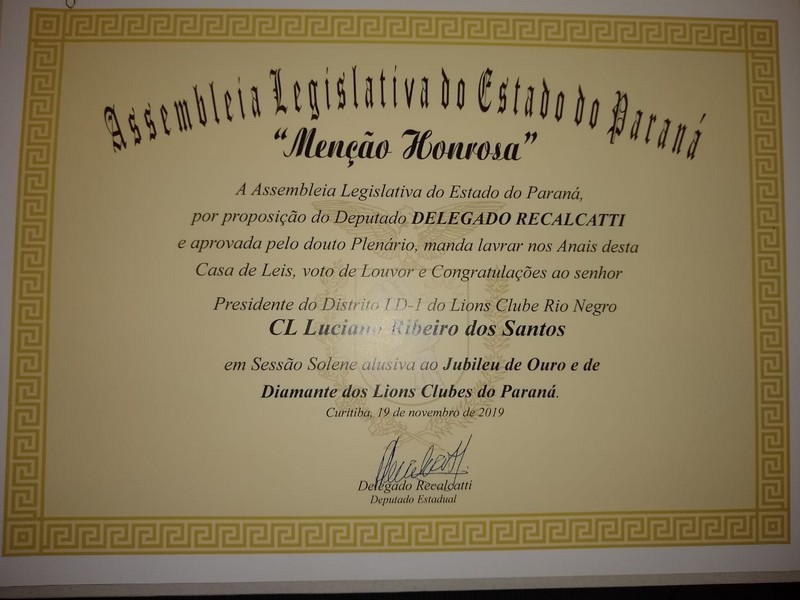 Assembleia Legislativa do Estado do Paraná
“Menção Honrosa”
A Assembleia Legislativa do Estado do Paraná,
por proposição do Deputado DELEGADO RECALCATTI
e aprovada pelo douto Plenário, manda lavrar nos Anais desta
Casa de Leis, voto de Louvor e Congratulações ao senhor
Presidente do Distrito LD-1 do Lions Clube Rio Negro
CL Luciano Ribeiro dos Santos
em Sessão Solene alusiva ao Jubileu de Ouro e de
Diamante dos Lions Clubes do Paraná.
Curitiba, 19 de novembro de 2019
Delegado Recalcatti
Deputado Estadual